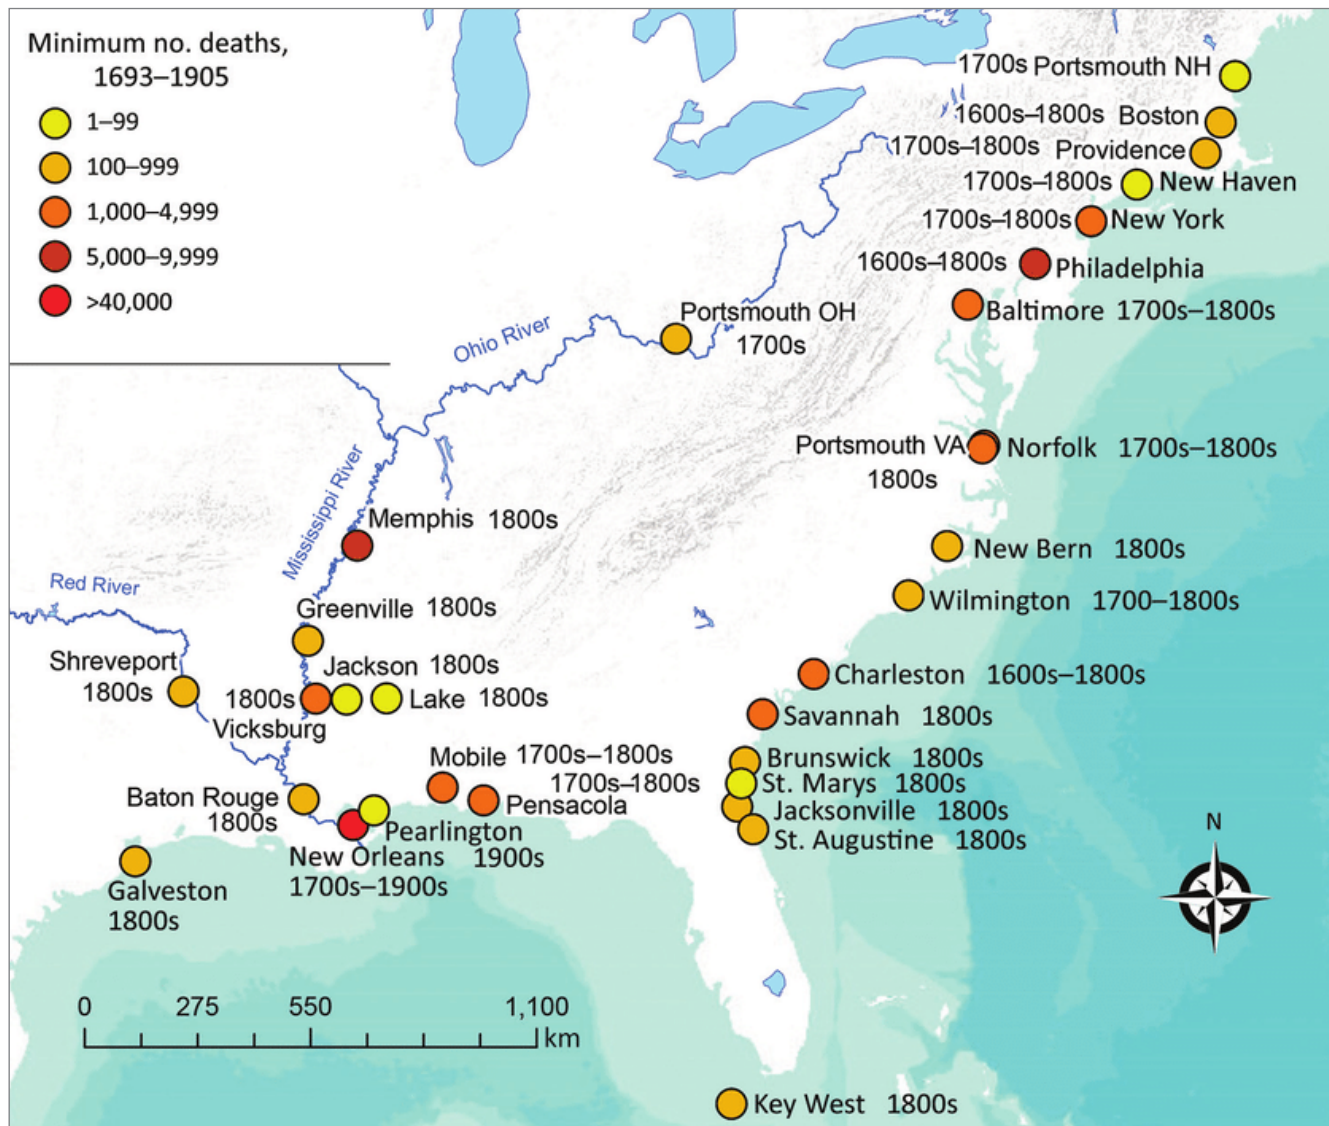 Minimum no. deaths,
1693–1905
1–99
100–999
1,000–4,999
5,000–9,999
>40,000
1700s Portsmouth NH
1600s–1800s Boston
1700s–1800s Providence
1700s–1800s New Haven
1700s–1800s New York
1600s–1800s Philadelphia
Baltimore 1700s–1800s
Portsmouth OH
1700s
Ohio River
Portsmouth VA
1800s
Norfolk 1700s–1800s
Mississippi River
Memphis 1800s
New Bern 1800s
Red River
Greenville 1800s
Wilmington 1700–1800s
Shreveport
1800s
Jackson 1800s
1800s
Vicksburg
Lake 1800s
Charleston 1600s–1800s
Savannah 1800s
Mobile 1700s–1800s
1700s–1800s
Pensacola
Brunswick 1800s
St. Marys 1800s
Jacksonville 1800s
St. Augustine 1800s
Baton Rouge
1800s
Pearlington
1900s
New Orleans
1700s–1900s
Galveston
1800s
N
0 275 550 1,100
km
Key West 1800s